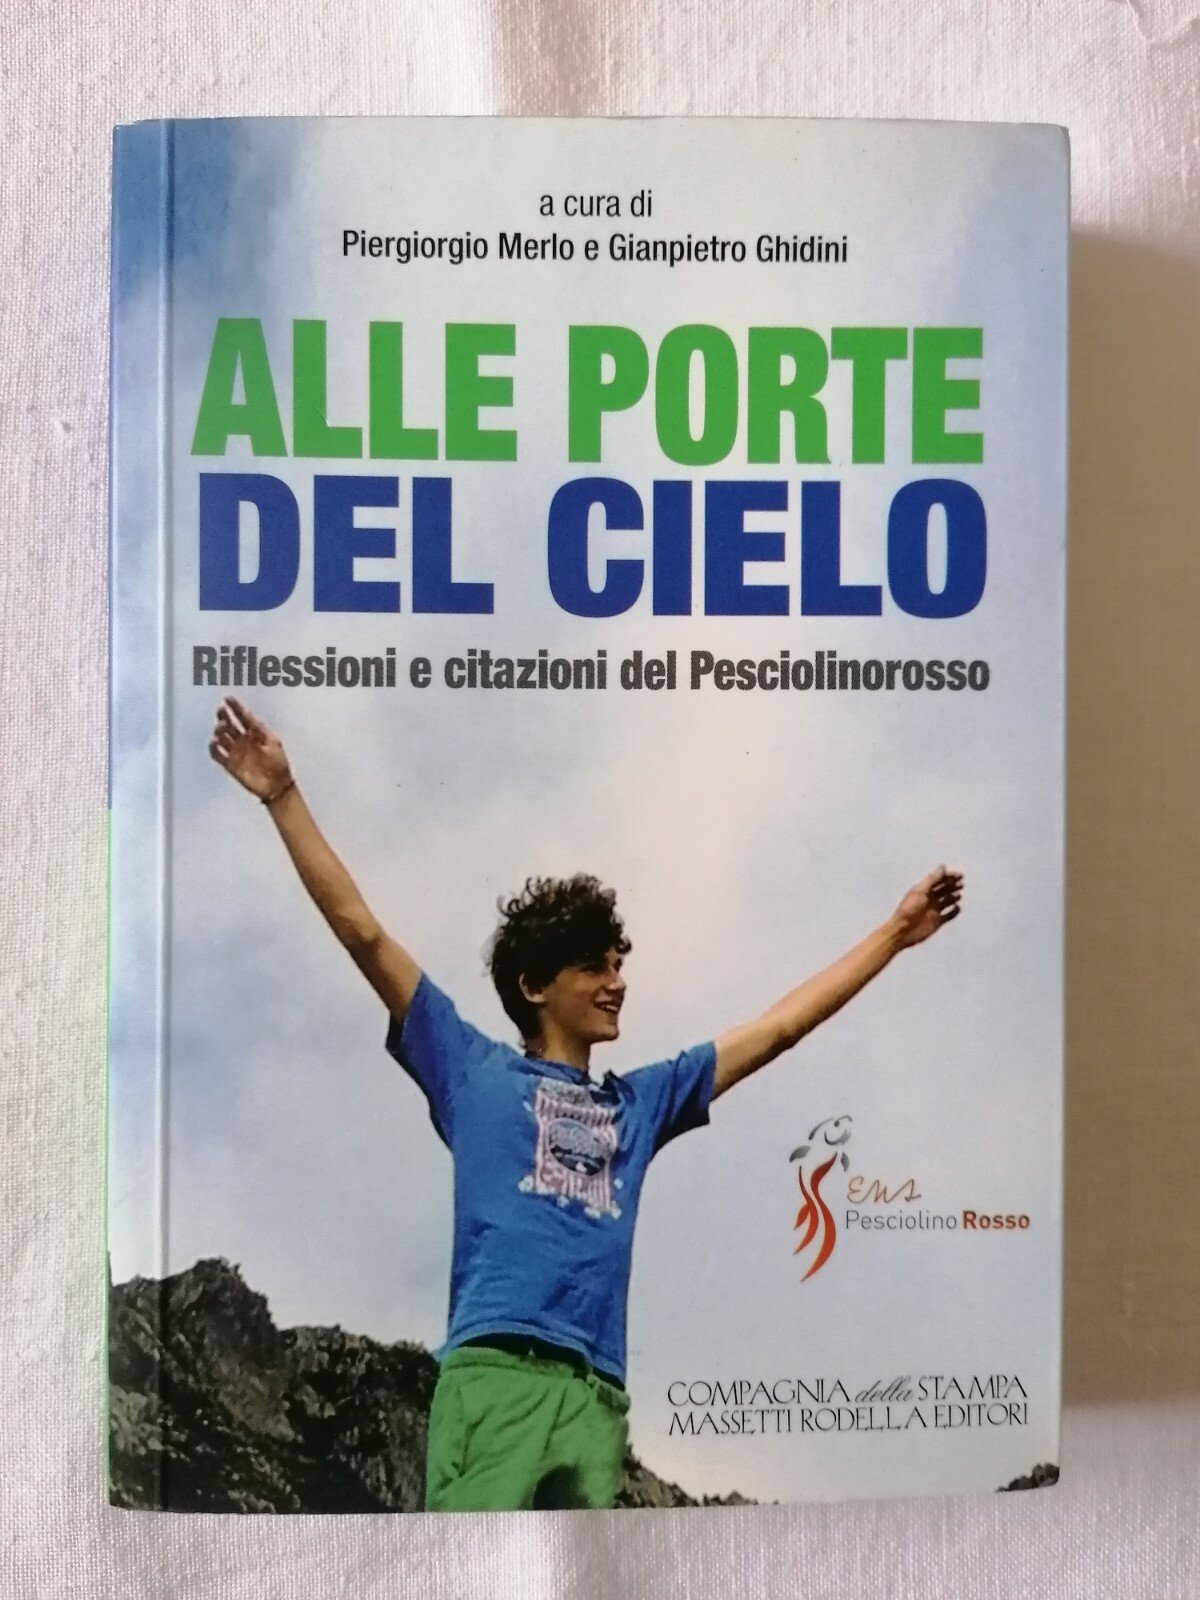 a cura di
Piergiorgio Merlo e Gianpietro Ghidini
ALLE PORTE
DEL CIELO
Riflessioni e citazioni del Pesciolinorosso
Ema
Pesciolino Rosso
COMPAGNIA della STAMPA
MASSETTI RODELLA EDITORI